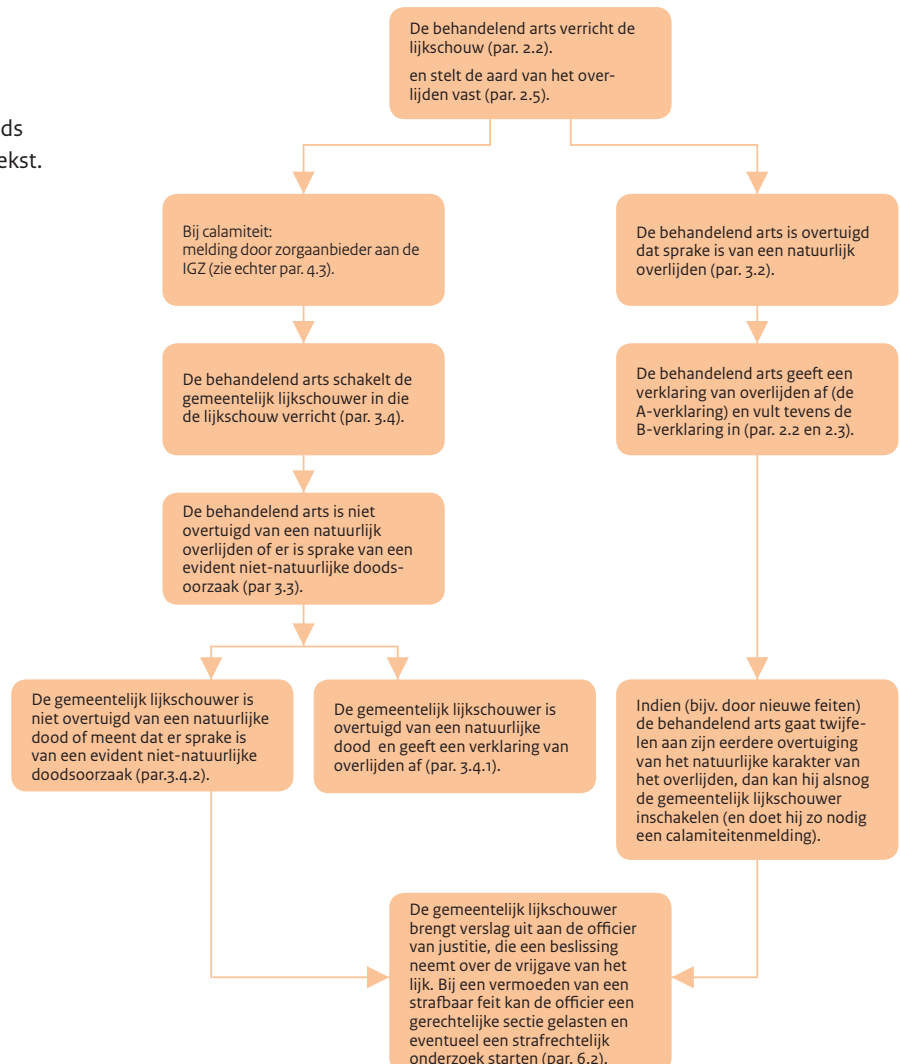 De behandelend arts verricht de
lijkschouw (par. 2.2).
en stelt de aard van het over-
lijden vast (par. 2.5).
ds
ekst.
Bij calamiteit:
melding door zorgaanbieder aan de
IGZ (zie echter par. 4.3).
De behandelend arts is overtuigd
dat sprake is van een natuurlijk
overlijden (par. 3.2).
De behandelend arts schakelt de
gemeentelijk lijkschouwer in die
de lijkschouw verricht (par. 3.4).
De behandelend arts geeft een
verklaring van overlijden af (de
A-verklaring) en vult tevens de
B-verklaring in (par. 2.2 en 2.3).
De behandelend arts is niet
overtuigd van een natuurlijk
overlijden of er is sprake van een
evident niet-natuurlijke doods-
oorzaak (par 3.3).
De gemeentelijk lijkschouwer is
niet overtuigd van een natuurlijke
dood of meent dat er sprake is
van een evident niet-natuurlijke
doodsoorzaak (par.3.4.2).
De gemeentelijk lijkschouwer is
overtuigd van een natuurlijke
dood en geeft een verklaring van
overlijden af (par. 3.4.1).
Indien (bijv. door nieuwe feiten)
de behandelend arts gaat twijfe-
len aan zijn eerdere overtuiging
van het natuurlijke karakter van
het overlijden, dan kan hij alsnog
de gemeentelijk lijkschouwer
inschakelen (en doet hij zo nodig
een calamiteitenmelding).
De gemeentelijk lijkschouwer
brengt verslag uit aan de officier
van justitie, die een beslissing
neemt over de vrijgave van het
lijk. Bij een vermoeden van een
strafbaar feit kan de officier een
gerechtelijke sectie gelasten en
eventueel een strafrechtelijk
onderzoek starten (par. 6.2).